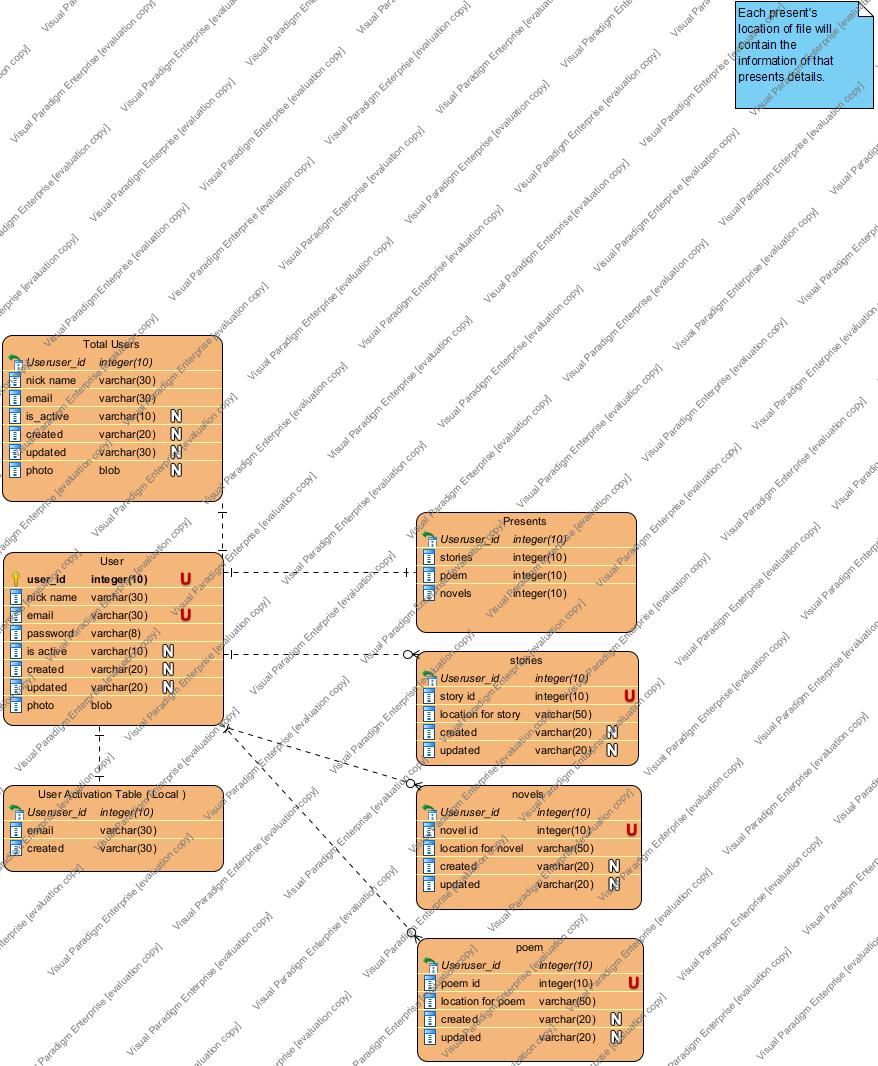 Each present's
location of file will
contain the
information of that
presents details.
Total Users
Useruser_id integer(10)
nick name varchar(30)
email varchar(30)
is_active varchar(10) N
created varchar(20) N
updated varchar(30) N
photo blob N
User
user_id integer(10) U
nick name varchar(30)
email varchar(30) U
password varchar(8)
is active varchar(10) N
created varchar(20) N
updated varchar(20) N
photo blob
User Activation Table ( Local )
Useruser_id integer(10)
email varchar(30)
created varchar(30)
Presents
Useruser_id integer(10)
stories integer(10)
poem integer(10)
novels integer(10)
stories
Useruser_id integer(10)
story id integer(10) U
location for story varchar(50)
created varchar(20) N
updated varchar(20) N
novels
Useruser_id integer(10)
novel id integer(10) U
location for novel varchar(50)
created varchar(20) N
updated varchar(20) N
poem
Useruser_id integer(10)
poem id integer(10) U
location for poem varchar(50)
created varchar(20) N
updated varchar(20) N
Visual Paradigm Enterprise [evaluation copy]